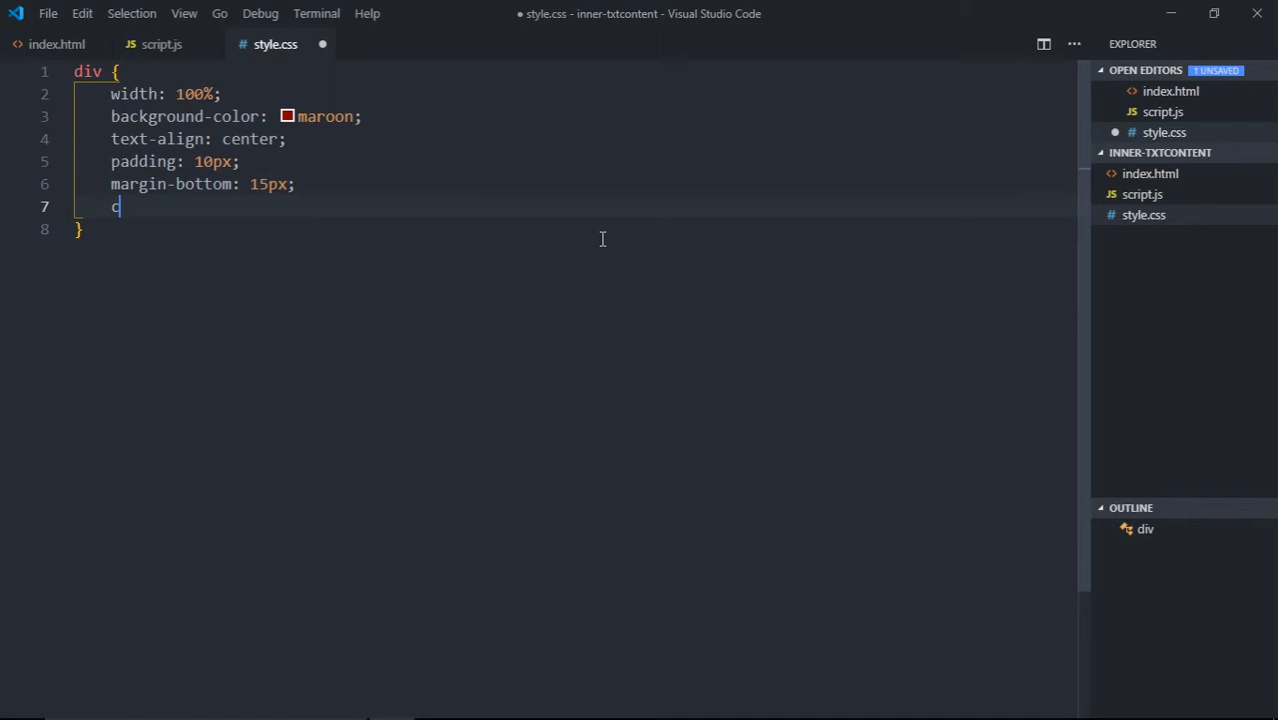 File Edit Selection View Go Debug Terminal Help ● style.css - inner-txtcontent - Visual Studio Code
<> index.html JS script.js # style.css ● EXPLORER
OPEN EDITORS 1 UNSAVED
<> index.html
JS script.js
● # style.css
INNER-TXTCONTENT
<> index.html
JS script.js
# style.css
OUTLINE
div
1 div {
2 width: 100%;
3 background-color: maroon;
4 text-align: center;
5 padding: 10px;
6 margin-bottom: 15px;
7 c
8 }